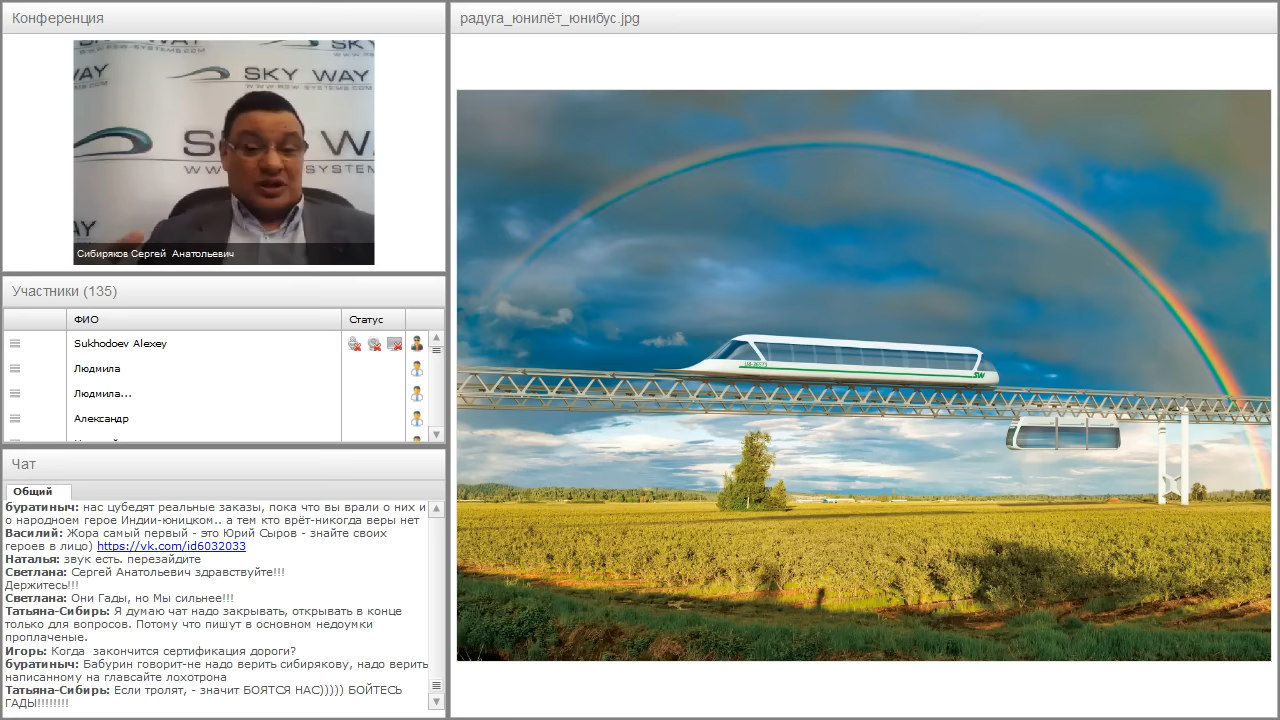 Конференция
SKY WAY
WWW.RSW-SYSTEMS.COM
SKY WAY
Сибиряков Сергей Анатольевич
Участники (135)
ФИО Статус
Sukhodoev Alexey
Людмила
Людмила...
Александр
Чат
Общий
буратиныч: нас цубедят реальные заказы, пока что вы врали о них и
о народноем герое Индии-юницком.. а тем кто врёт-никогда веры нет
Василий: Жора самый первый - это Юрий Сыров - знайте своих
героев в лицо) https://vk.com/id6032033
Наталья: звук есть. перезайдите
Светлана: Сергей Анатольевич здравствуйте!!!
Держитесь!!!
Светлана: Они Гады, но Мы сильнее!!!
Татьяна-Сибирь: Я думаю чат надо закрывать, открывать в конце
только для вопросов. Потому что пишут в основном недоумки
проплаченые.
Игорь: Когда закончится сертификация дороги?
буратиныч: Бабурин говорит-не надо верить сибирякову, надо верить
написанному на главсайте лохотрона
Татьяна-Сибирь: Если тролят, - значит БОЯТСЯ НАС))))) БОЙТЕСЬ
ГАДЫ!!!!!!!!
радуга_юнилёт_юнибус.jpg
SW